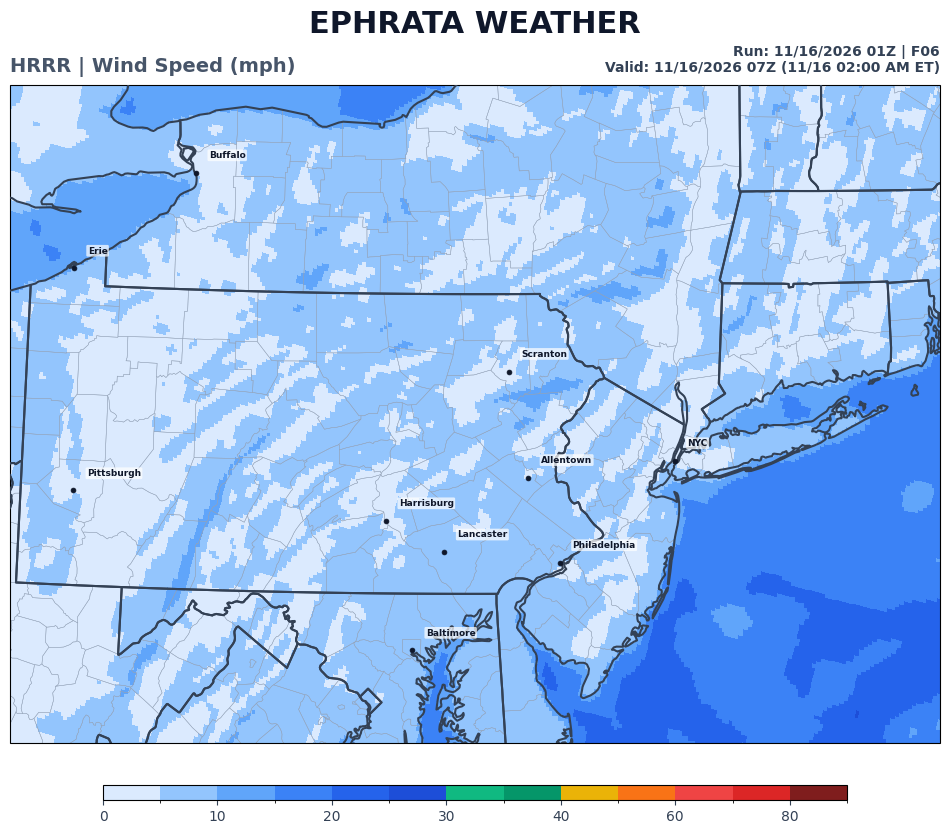 EPHRATA WEATHER
HRRR | Wind Speed (mph)
Run: 11/16/2026 01Z | F06
Valid: 11/16/2026 07Z (11/16 02:00 AM ET)
Buffalo
Erie
Scranton
NYC
Allentown
Pittsburgh
Harrisburg
Lancaster
Philadelphia
Baltimore
0 10 20 30 40 50 60 70 80